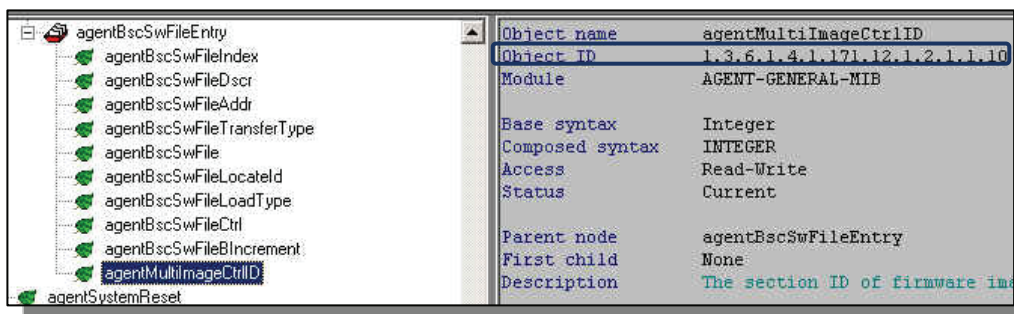 agentBscSwFileEntry
agentBscSwFileIndex
agentBscSwFileDscr
agentBscSwFileAddr
agentBscSwFileTransferType
agentBscSwFile
agentBscSwFileLocateId
agentBscSwFileLoadType
agentBscSwFileCtrl
agentBscSwFileBIncrement
agentMultiImageCtrlID
agentSystemReset
Object name agentMultiImageCtrlID
Object ID 1.3.6.1.4.1.171.12.1.2.1.1.10
Module AGENT-GENERAL-MIB
Base syntax Integer
Composed syntax INTEGER
Access Read-Write
Status Current
Parent node agentBscSwFileEntry
First child None
Description The section ID of firmware